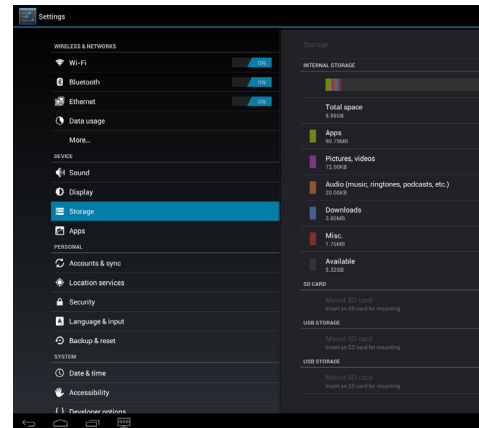 Settings
WIRELESS & NETWORKS
Wi-Fi
ON
Bluetooth
ON
Ethernet
ON
Data usage
More...
DEVICE
Sound
Display
Storage
Apps
PERSONAL
Accounts & sync
Location services
Security
A Language & input
Backup & reset
SYSTEM
Date & time
Accessibility
{ } Developer options
Storage
INTERNAL STORAGE
Total space
Apps
90.79MB
Pictures, videos
72.00KB
Audio (music, ringtones, podcasts, etc.)
20.00KB
Downloads
3.80MB
Misc.
1.76MB
Available
5.32GB
SD CARD
Mount SD card
Insert an SD card for mounting
USB STORAGE
Mount SD card
Insert an SD card for mounting
USB STORAGE
Mount SD card
Insert an SD card for mounting